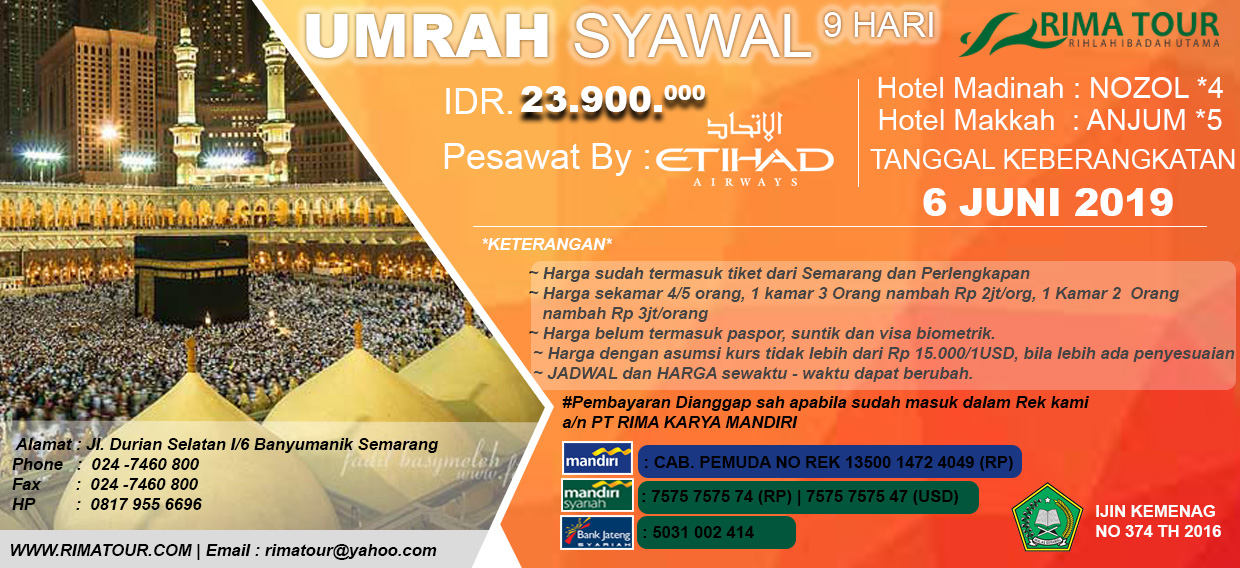 UMRAH SYAWAL 9 HARI
RIMA TOUR
RIHLAH IBADAH UTAMA
IDR. 23.900.000
Pesawat By :
الإتحاد
ETIHAD
AIRWAYS
Hotel Madinah : NOZOL *4
Hotel Makkah : ANJUM *5
TANGGAL KEBERANGKATAN
6 JUNI 2019
*KETERANGAN*
~ Harga sudah termasuk tiket dari Semarang dan Perlengkapan
~ Harga sekamar 4/5 orang, 1 kamar 3 Orang nambah Rp 2jt/org, 1 Kamar 2 Orang
nambah Rp 3jt/orang
~ Harga belum termasuk paspor, suntik dan visa biometrik.
~ Harga dengan asumsi kurs tidak lebih dari Rp 15.000/1USD, bila lebih ada penyesuaian
~ JADWAL dan HARGA sewaktu - waktu dapat berubah.
#Pembayaran Dianggap sah apabila sudah masuk dalam Rek kami
a/n PT RIMA KARYA MANDIRI
mandiri : CAB. PEMUDA NO REK 13500 1472 4049 (RP)
mandiri
syariah : 7575 7575 74 (RP) | 7575 7575 47 (USD)
Bank Jateng
SYARIAH : 5031 002 414
IJIN KEMENAG
NO 374 TH 2016
fadil basymeleh
Alamat : Jl. Durian Selatan I/6 Banyumanik Semarang
Phone : 024 -7460 800
Fax : 024 -7460 800
HP : 0817 955 6696
WWW.RIMATOUR.COM | Email : rimatour@yahoo.com